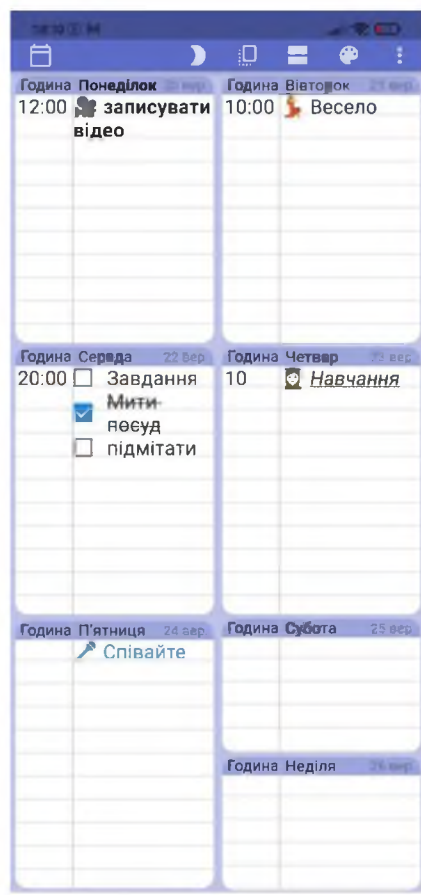 Година Понеділок
12:00 🎥 записувати
відео
Година Вівторок
10:00 💃 Весело
Година Середа 22 вер
20:00 Завдання
Мити
посуд
підмітати
Година Четвер
10 Навчання
Година П'ятниця 24 вер
🎤 Співайте
Година Субота 25 вер
Година Неділя